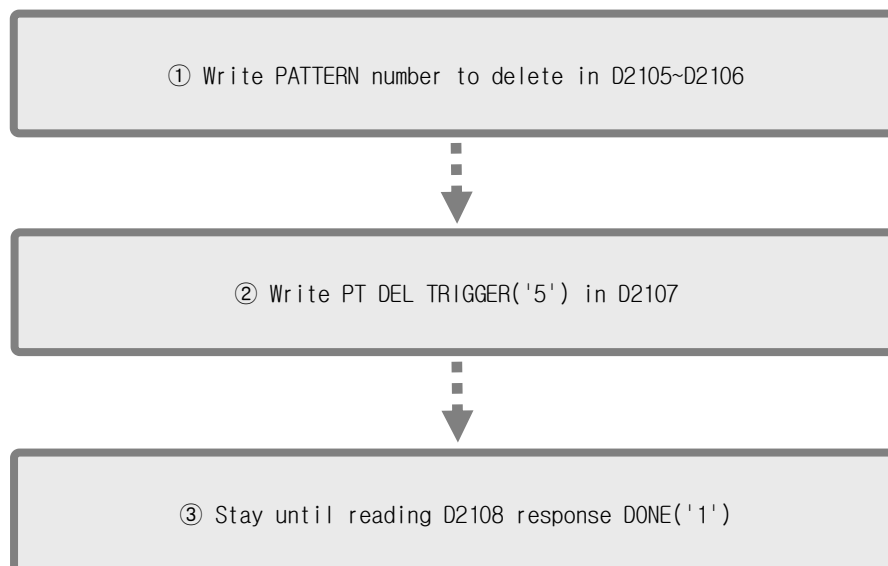 ① Write PATTERN number to delete in D2105~D2106
② Write PT DEL TRIGGER('5') in D2107
③ Stay until reading D2108 response DONE('1')